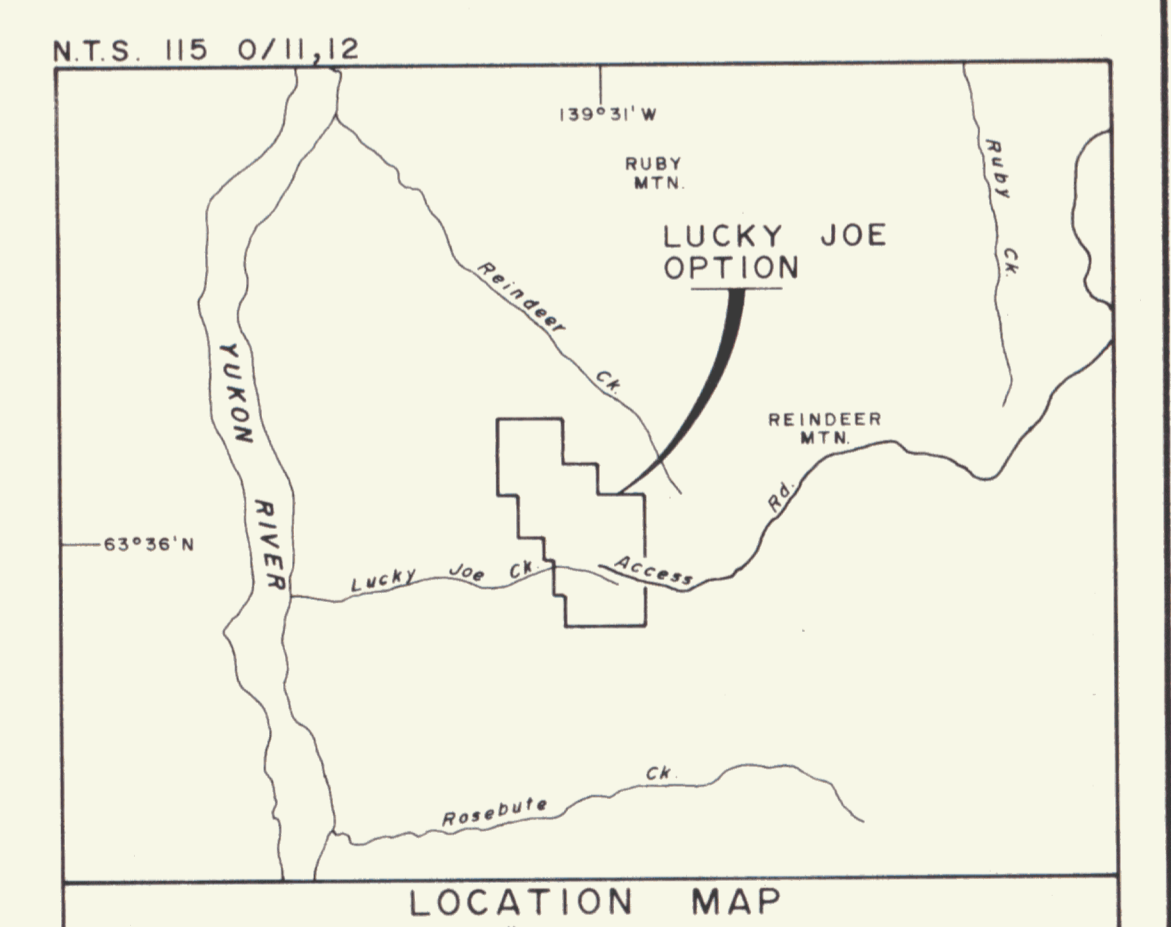 N.T.S. 115 O/11,12
139°31'W
RUBY
MTN.
Ruby Ck.
LUCKY JOE
OPTION
Reindeer Ck.
YUKON RIVER
REINDEER
MTN.
63°36'N
Lucky Joe Ck.
Access Rd.
Rosebute Ck.
LOCATION MAP